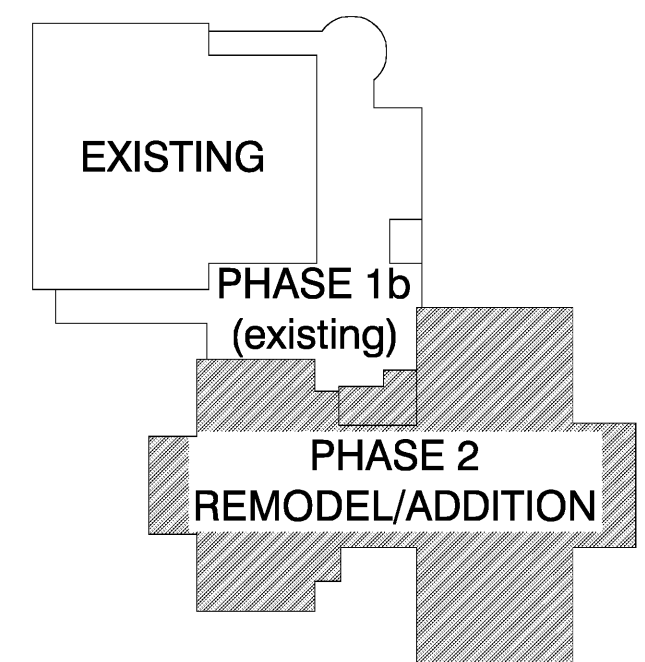 EXISTING
PHASE 1b
(existing)
PHASE 2
REMODEL/ADDITION